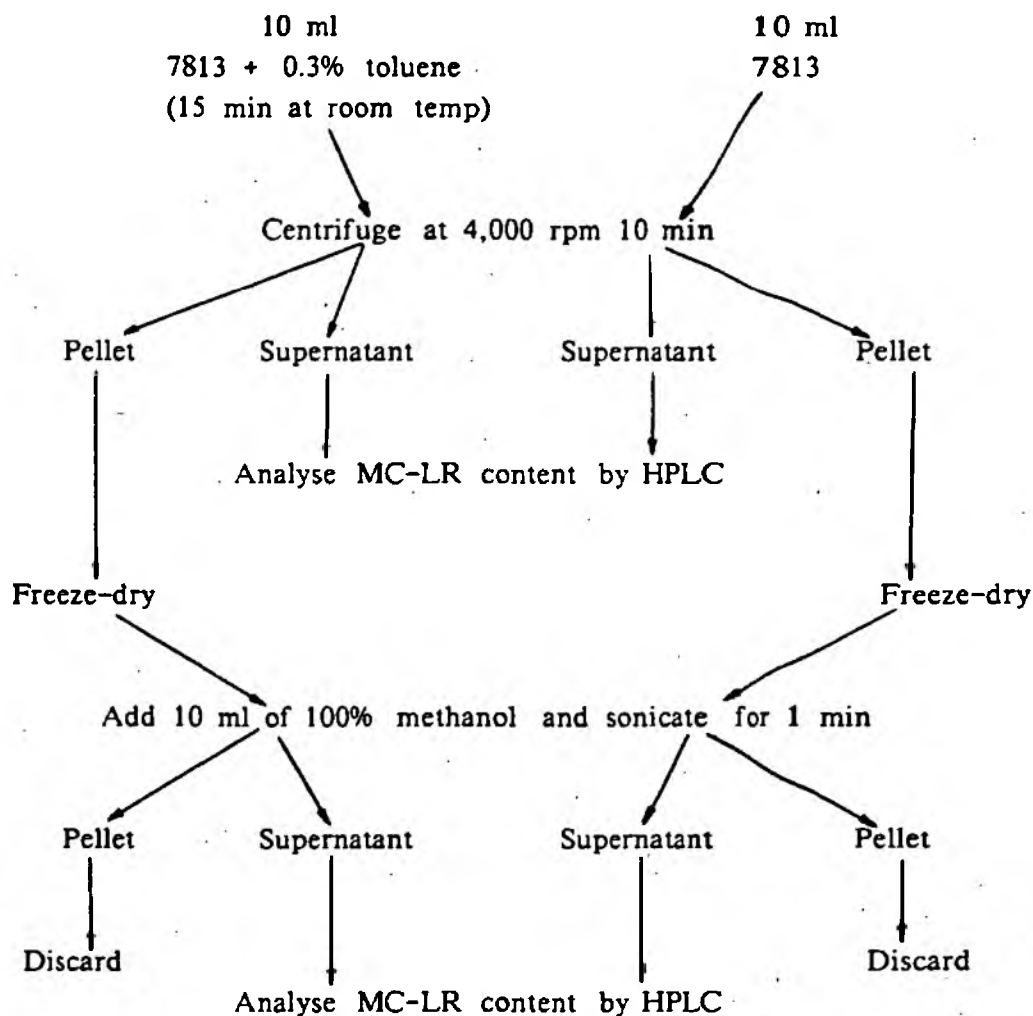 10 ml 10 ml
7813 + 0.3% toluene 7813
(15 min at room temp)
Centrifuge at 4,000 rpm 10 min
Pellet Supernatant Supernatant Pellet
Analyse MC-LR content by HPLC
Freeze-dry Freeze-dry
Add 10 ml of 100% methanol and sonicate for 1 min
Pellet Supernatant Supernatant Pellet
Discard Discard
Analyse MC-LR content by HPLC